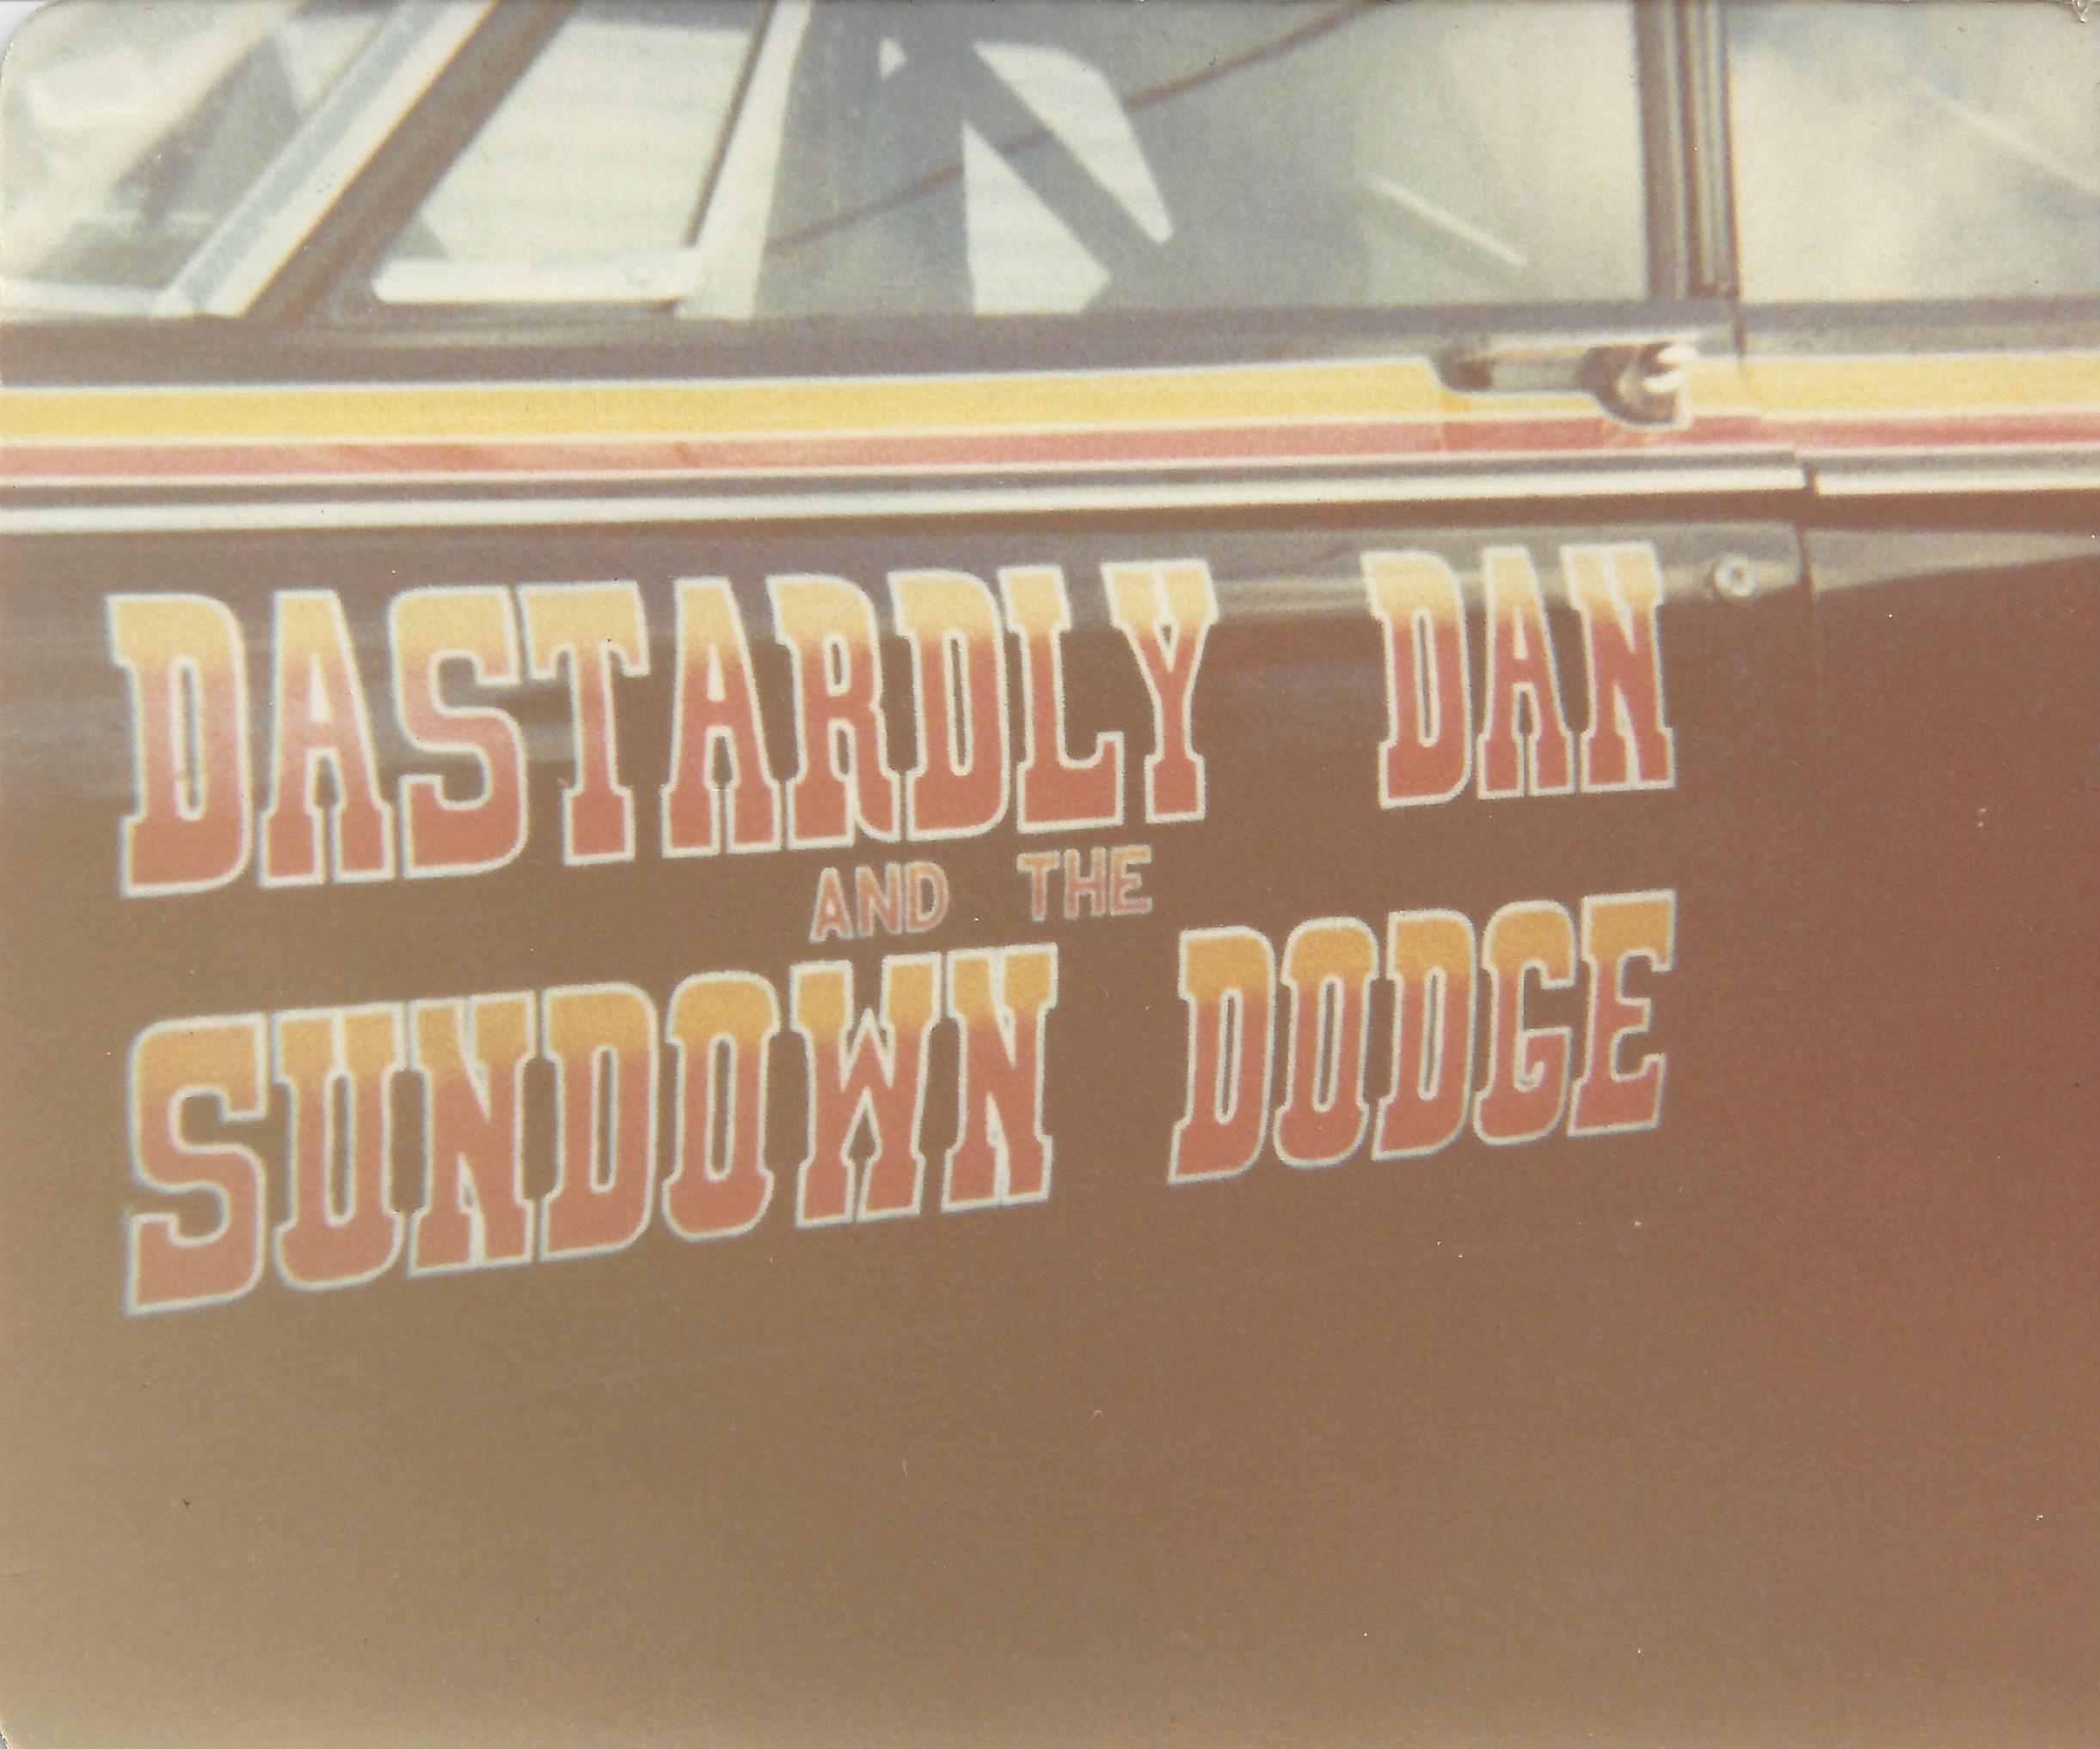 DASTARDLY DAN
AND THE
SUNDOWN DODGE